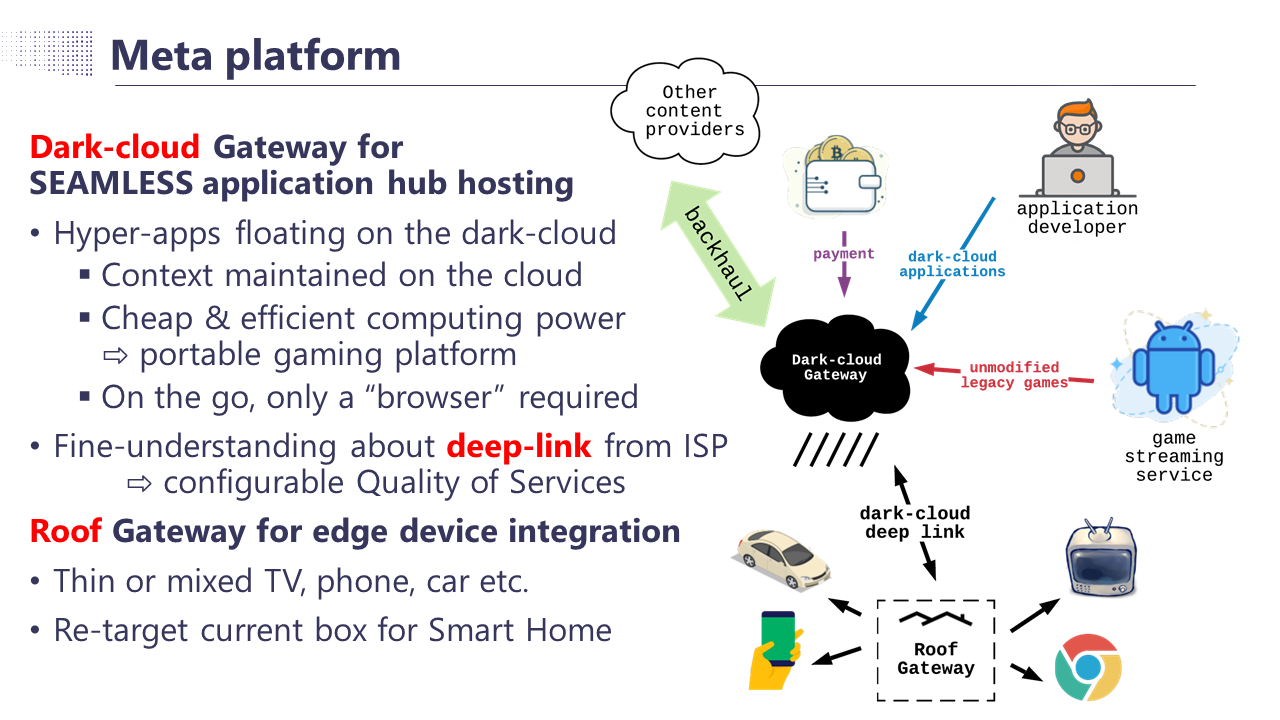 Meta platform
Dark-cloud Gateway for
SEAMLESS application hub hosting
• Hyper-apps floating on the dark-cloud
▪ Context maintained on the cloud
▪ Cheap & efficient computing power
⇨ portable gaming platform
▪ On the go, only a “browser” required
• Fine-understanding about deep-link from ISP
⇨ configurable Quality of Services
Roof Gateway for edge device integration
• Thin or mixed TV, phone, car etc.
• Re-target current box for Smart Home
Other
content
providers
backhaul
payment
application
developer
dark-cloud
applications
Dark-cloud
Gateway
unmodified
legacy games
game
streaming
service
dark-cloud
deep link
Roof
Gateway